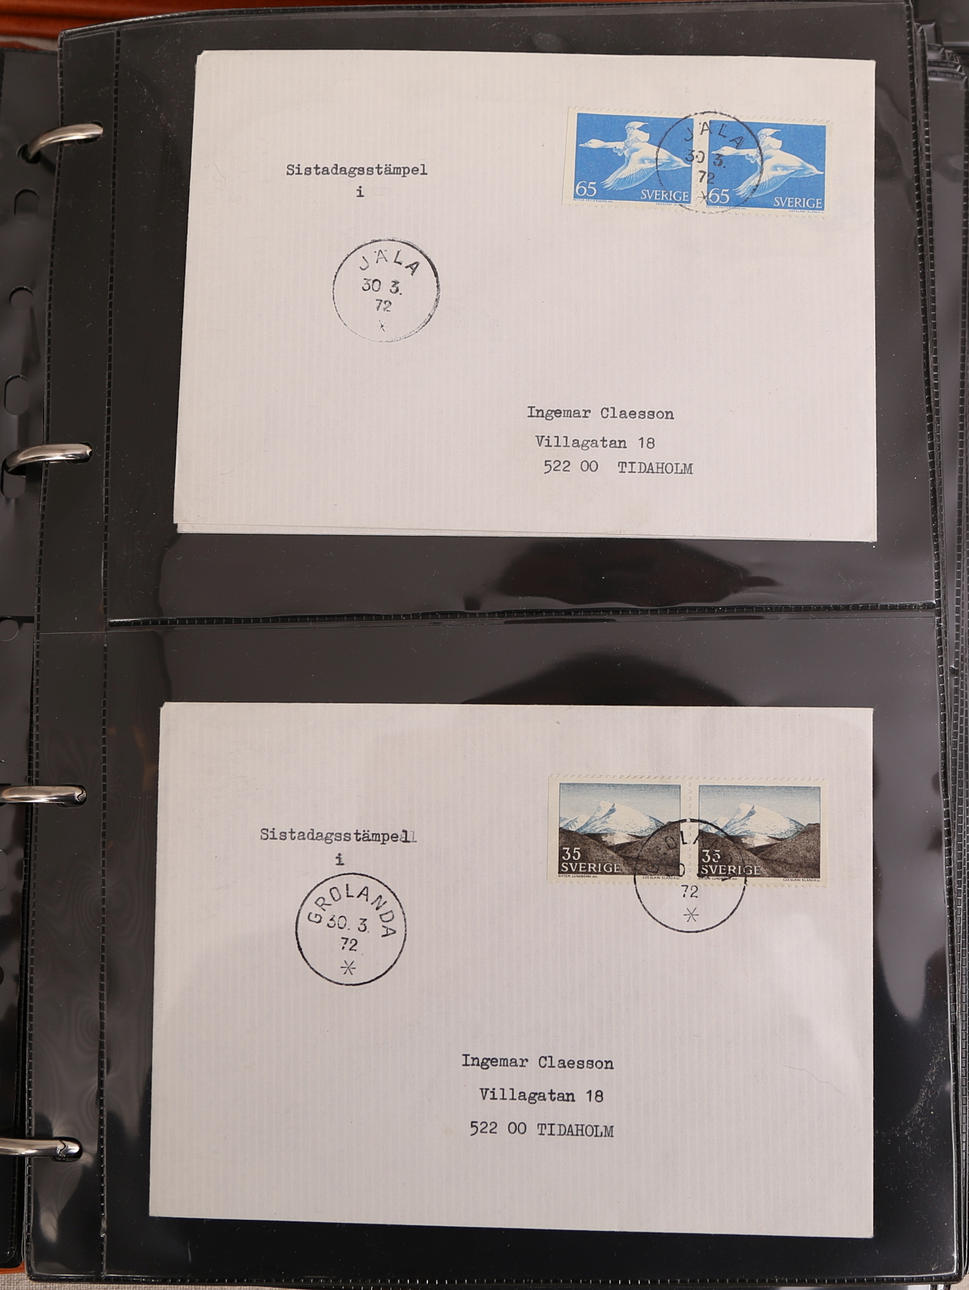 Sistadagsstämpel
i
JÄLA
30 3.
72
65 SVERIGE
65 SVERIGE
JÄLA
30 3.
72
Ingemar Claesson
Villagatan 18
522 00 TIDAHOLM
Sistadagsstämpel
i
GROLANDA
30. 3.
72
35
SVERIGE
35
SVERIGE
72
Ingemar Claesson
Villagatan 18
522 00 TIDAHOLM